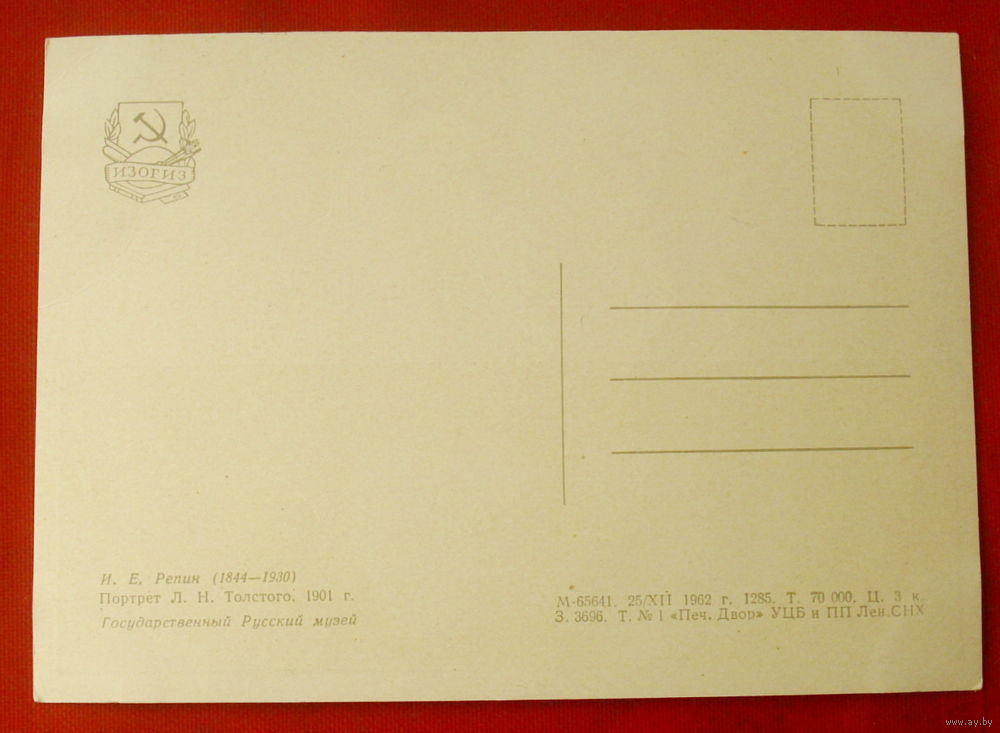 ИЗОГИЗ
И. Е. Репин (1844—1930)
Портрет Л. Н. Толстого. 1901 г.
Государственный Русский музей
М-65641. 25/XII 1962 г. 1285. Т. 70 000. Ц. 3 к.
З. 3696. Т. № 1 «Печ. Двор» УЦБ и ПП Лен.СНХ
www.ay.by